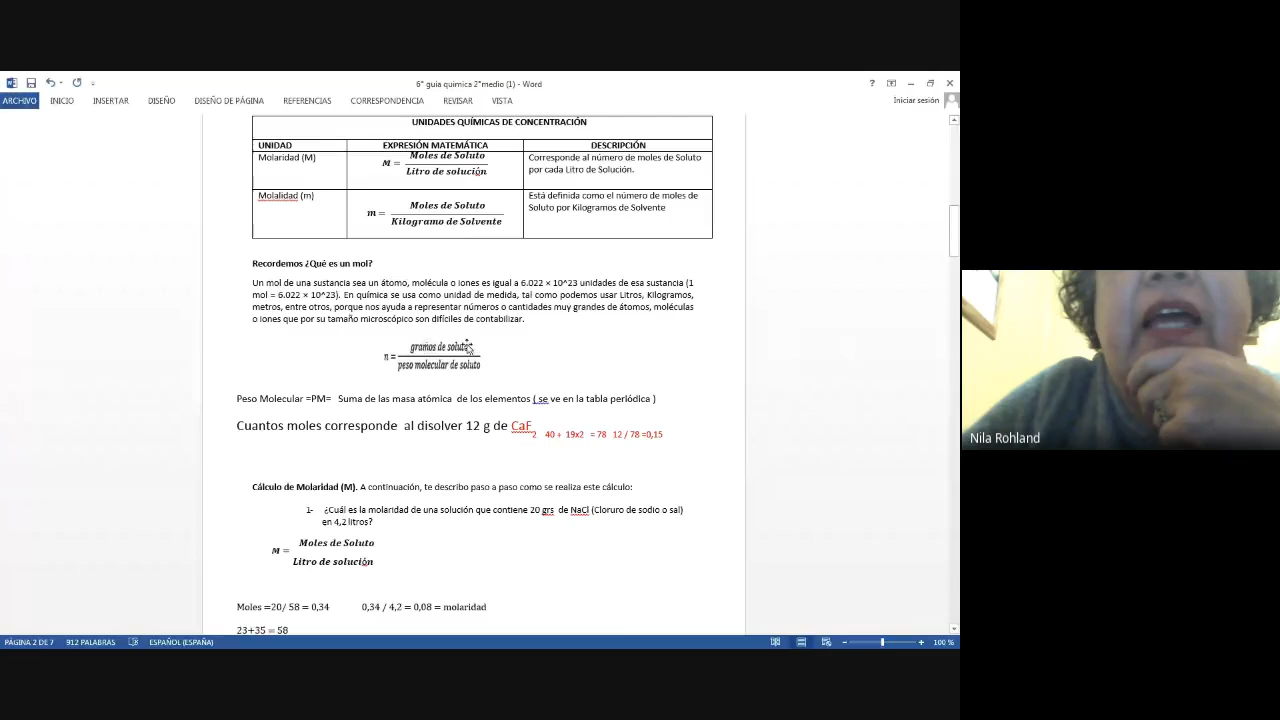 6° guia quimica 2°medio (1) - Word
ARCHIVO INICIO INSERTAR DISEÑO DISEÑO DE PÁGINA REFERENCIAS CORRESPONDENCIA REVISAR VISTA Iniciar sesión
UNIDADES QUÍMICAS DE CONCENTRACIÓN
UNIDAD EXPRESIÓN MATEMÁTICA DESCRIPCIÓN
Molaridad (M) M = Moles de Soluto / Litro de solución Corresponde al número de moles de Soluto
por cada Litro de Solución.
Molalidad (m) m = Moles de Soluto / Kilogramo de Solvente Está definida como el número de moles de
Soluto por Kilogramos de Solvente
Recordemos ¿Qué es un mol?
Un mol de una sustancia sea un átomo, molécula o iones es igual a 6.022 × 10^23 unidades de esa sustancia (1
mol = 6.022 × 10^23). En química se usa como unidad de medida, tal como podemos usar Litros, Kilogramos,
metros, entre otros, porque nos ayuda a representar números o cantidades muy grandes de átomos, moléculas
o iones que por su tamaño microscópico son difíciles de contabilizar.
n = gramos de soluto / peso molecular de soluto
Peso Molecular =PM= Suma de las masa atómica de los elementos ( se ve en la tabla periódica )
Cuantos moles corresponde al disolver 12 g de CaF2 40 + 19x2 = 78 12 / 78 =0,15
Cálculo de Molaridad (M). A continuación, te describo paso a paso como se realiza este cálculo:
1- ¿Cuál es la molaridad de una solución que contiene 20 grs de NaCl (Cloruro de sodio o sal)
en 4,2 litros?
M = Moles de Soluto / Litro de solución
Moles =20/ 58 = 0,34 0,34 / 4,2 = 0,08 = molaridad
23+35 = 58
PÁGINA 2 DE 7 912 PALABRAS ESPAÑOL (ESPAÑA) 100 %
Nila Rohland